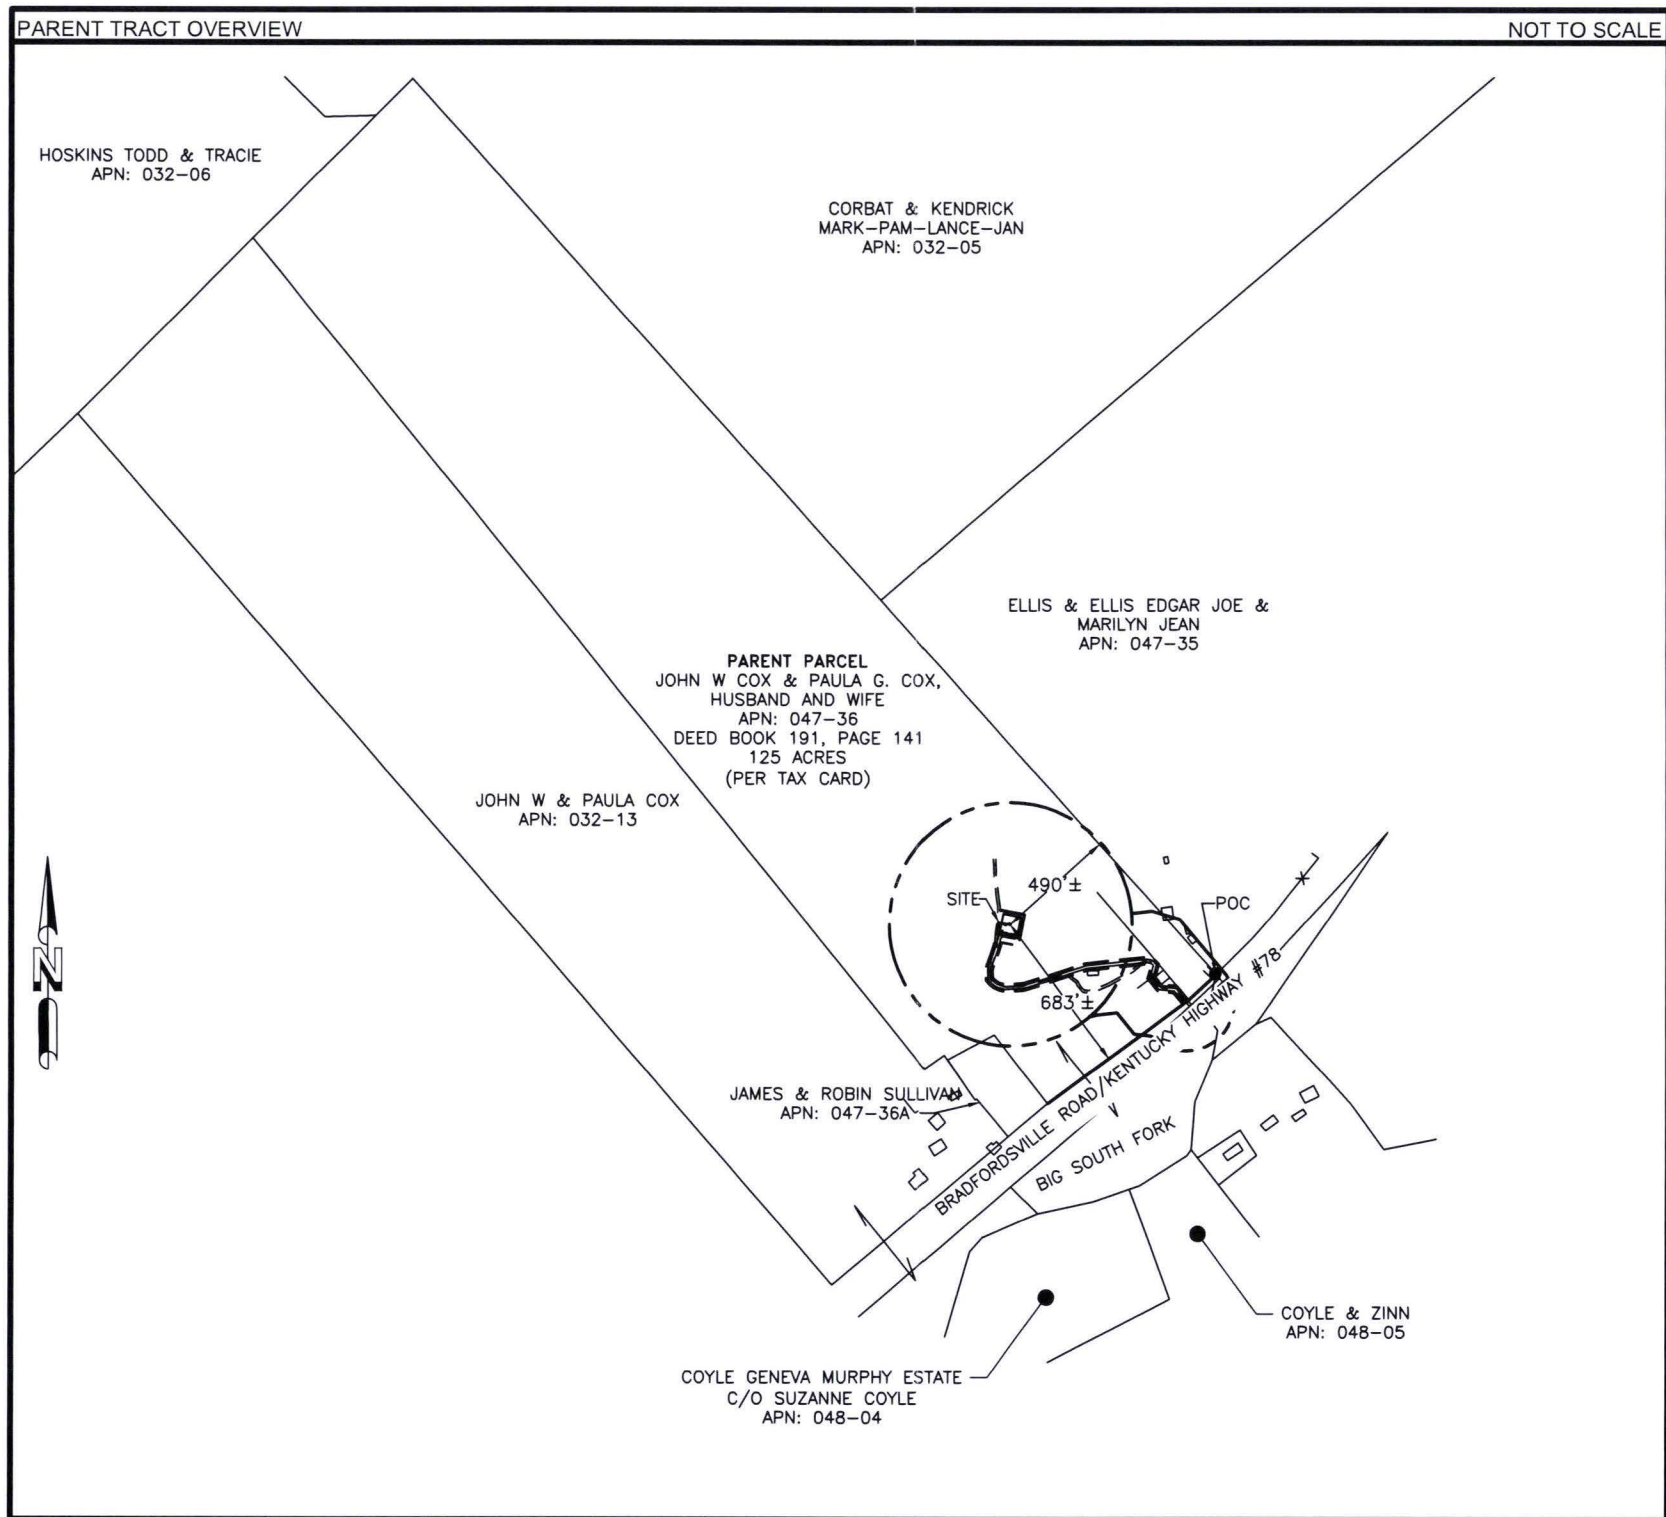 PARENT TRACT OVERVIEW
NOT TO SCALE
HOSKINS TODD & TRACIE
APN: 032-06
CORBAT & KENDRICK
MARK-PAM-LANCE-JAN
APN: 032-05
ELLIS & ELLIS EDGAR JOE &
MARILYN JEAN
APN: 047-35
PARENT PARCEL
JOHN W COX & PAULA G. COX,
HUSBAND AND WIFE
APN: 047-36
DEED BOOK 191, PAGE 141
125 ACRES
(PER TAX CARD)
JOHN W & PAULA COX
APN: 032-13
490'±
SITE
POC
N
683'±
BRADFORDSVILLE ROAD/KENTUCKY HIGHWAY #78
JAMES & ROBIN SULLIVAN
APN: 047-36A
BIG SOUTH FORK
COYLE & ZINN
APN: 048-05
COYLE GENEVA MURPHY ESTATE
C/O SUZANNE COYLE
APN: 048-04